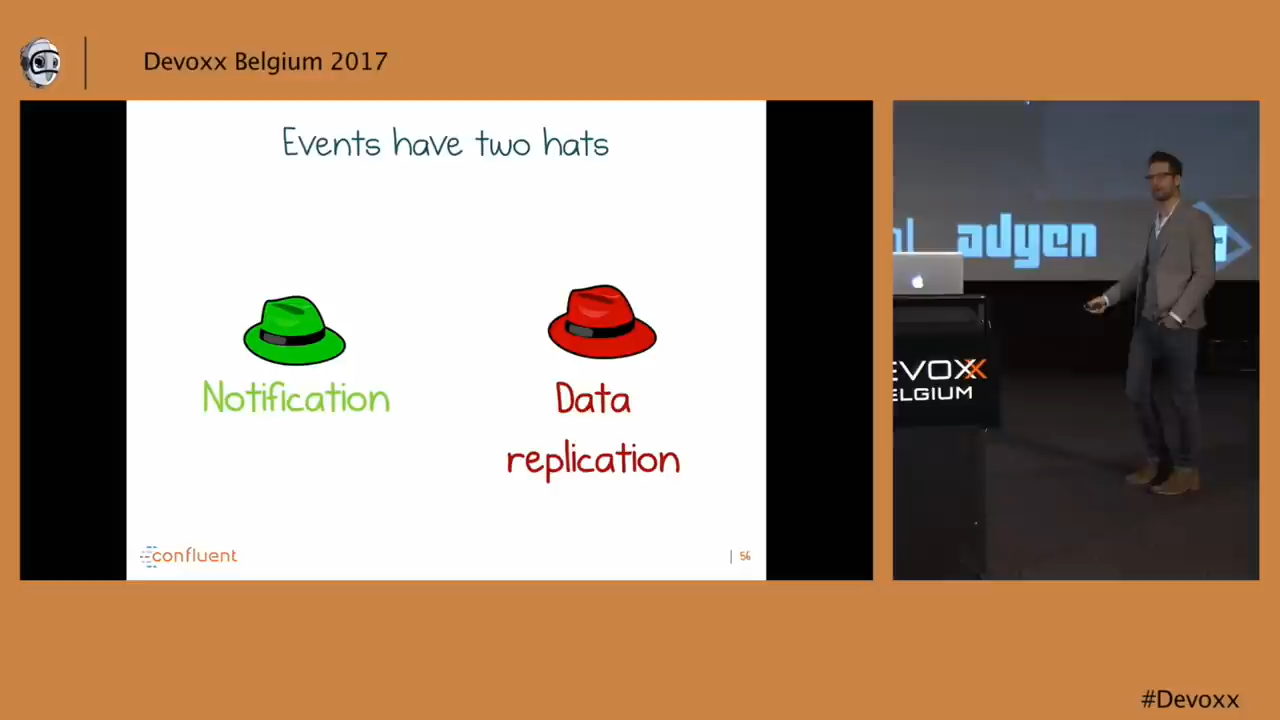 Devoxx Belgium 2017
Events have two hats
Notification
Data
replication
confluent
| 56
adyen
EVOXX
ELGIUM
#Devoxx